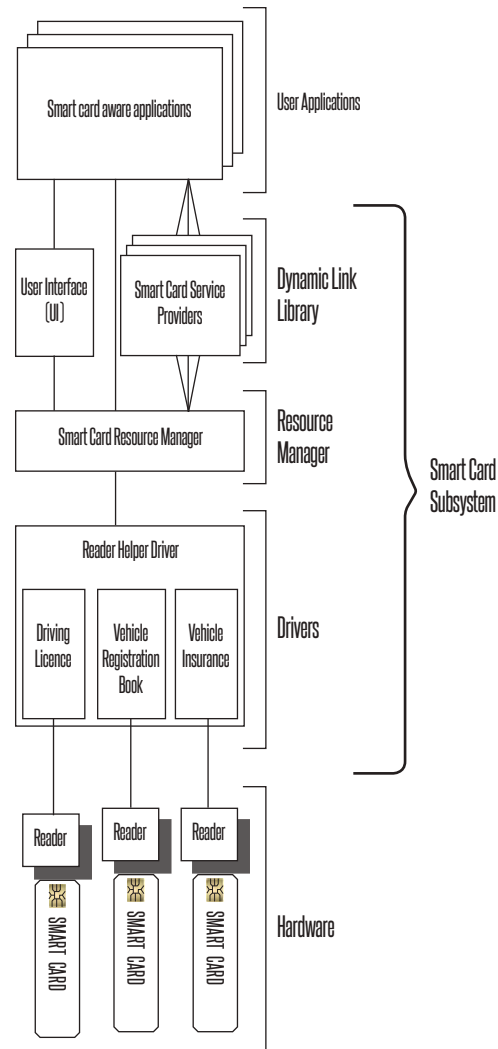 Smart card aware applications
User Applications
User Interface
(UI)
Smart Card Service
Providers
Dynamic Link
Library
Smart Card Resource Manager
Resource
Manager
Smart Card
Subsystem
Reader Helper Driver
Driving
Licence
Vehicle
Registration
Book
Vehicle
Insurance
Drivers
Reader
Reader
Reader
SMART CARD
SMART CARD
SMART CARD
Hardware